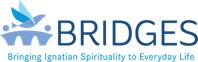 BRIDGES
Bringing Ignatian Spirituality to Everyday Life